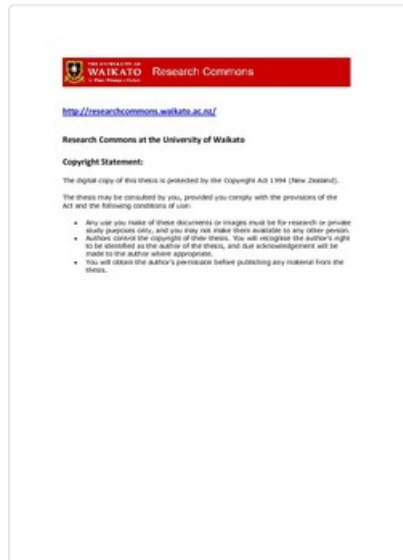 THE UNIVERSITY OF
WAIKATO
Research Commons
http://researchcommons.waikato.ac.nz/
Research Commons at the University of Waikato
Copyright Statement:
The digital copy of this thesis is protected by the Copyright Act 1994 (New Zealand).
The thesis may be consulted by you, provided you comply with the provisions of the
Act and the following conditions of use:
• Any use you make of these documents or images must be for research or private
study purposes only, and you may not make them available to any other person.
• Authors control the copyright of their thesis. You will recognise the author's right
to be identified as the author of the thesis, and due acknowledgement will be
made to the author where appropriate.
• You will obtain the author's permission before publishing any material from the
thesis.